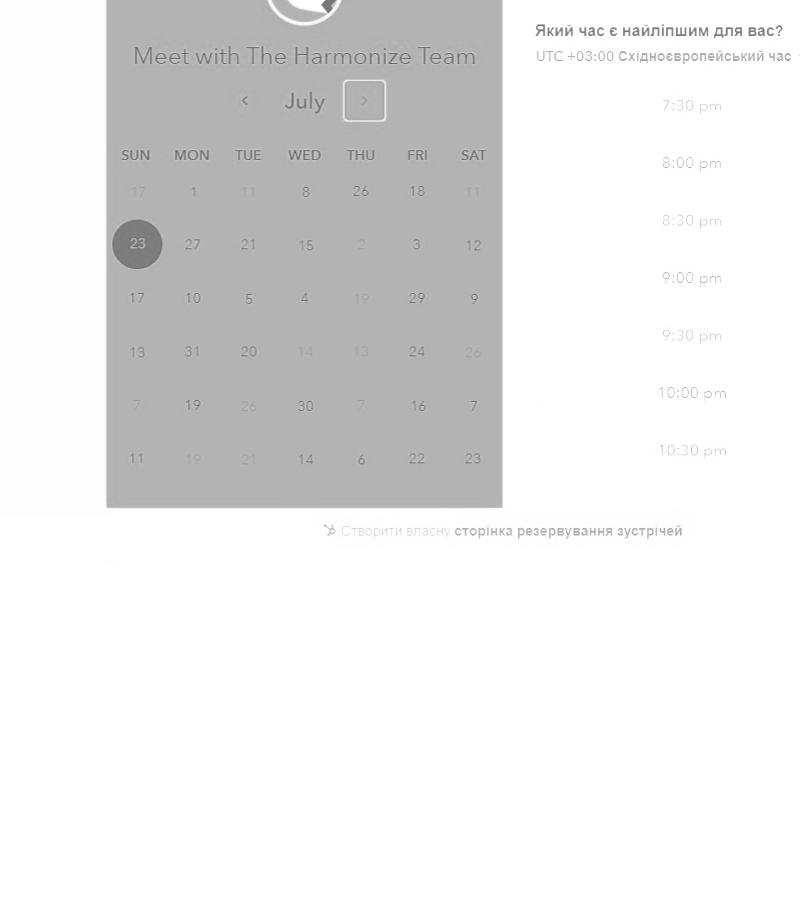 Meet with The Harmonize Team
July
SUN MON TUE WED THU FRI SAT
17 1 11 8 26 18 11
23 27 21 15 2 3 12
17 10 5 4 19 29 9
13 31 20 14 13 24 26
7 19 26 30 7 16 7
11 19 21 14 6 22 23
Який час є найліпшим для вас?
UTC +03:00 Східноєвропейський час
7:30 pm
8:00 pm
8:30 pm
9:00 pm
9:30 pm
10:00 pm
10:30 pm
Створити власну сторінка резервування зустрічей